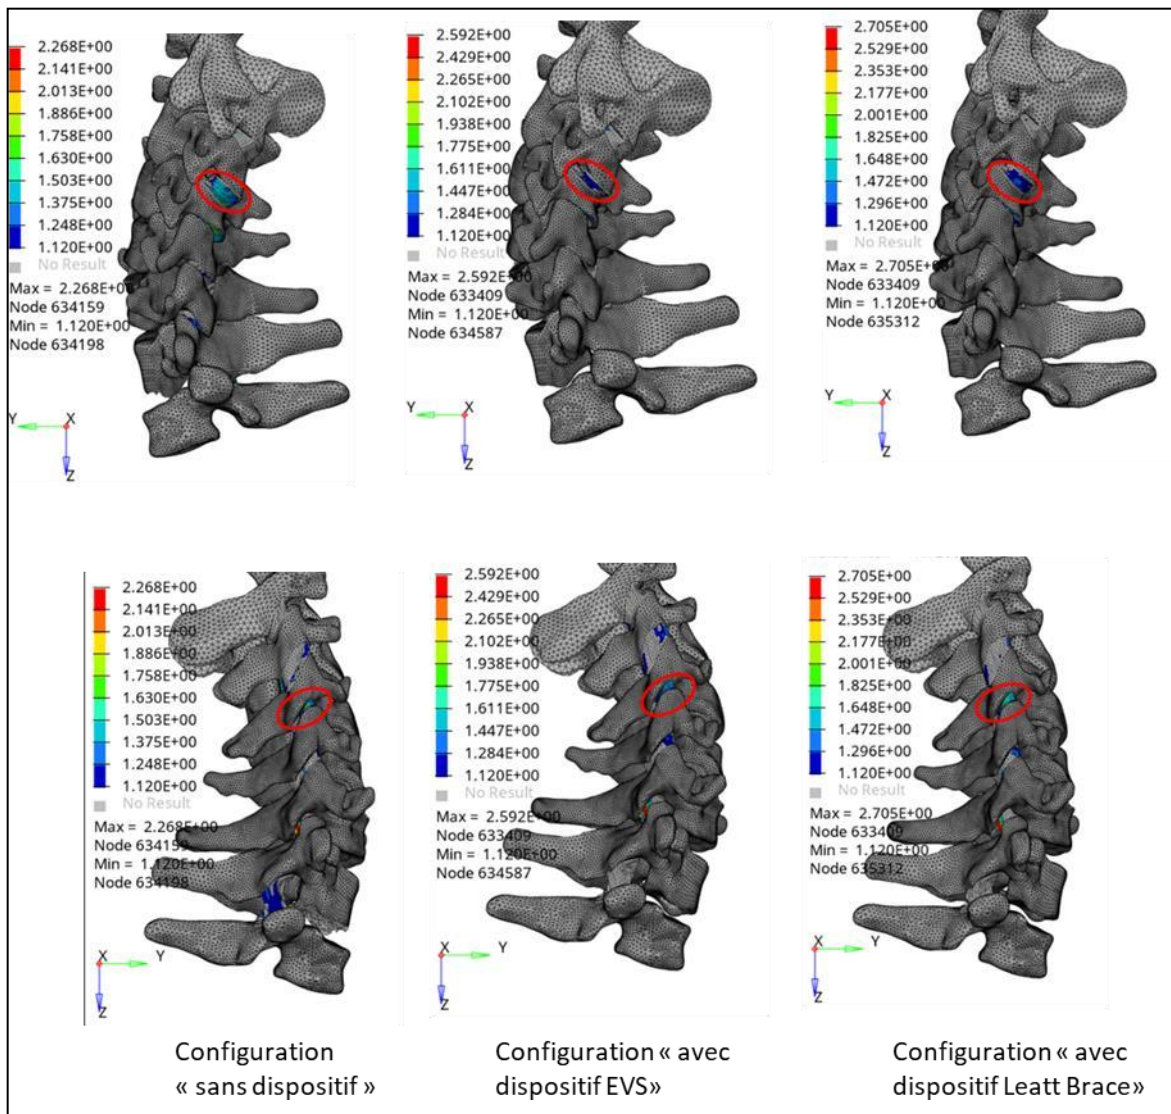 2.268E+00
2.141E+00
2.013E+00
1.886E+00
1.758E+00
1.630E+00
1.503E+00
1.375E+00
1.248E+00
1.120E+00
No Result
Max = 2.268E+00
Node 634159
Min = 1.120E+00
Node 634198
Y
X
Z
2.592E+00
2.429E+00
2.265E+00
2.102E+00
1.938E+00
1.775E+00
1.611E+00
1.447E+00
1.284E+00
1.120E+00
No Result
Max = 2.592E+00
Node 633409
Min = 1.120E+00
Node 634587
Y
X
Z
2.705E+00
2.529E+00
2.353E+00
2.177E+00
2.001E+00
1.825E+00
1.648E+00
1.472E+00
1.296E+00
1.120E+00
No Result
Max = 2.705E+00
Node 633409
Min = 1.120E+00
Node 635312
Y
X
Z
2.268E+00
2.141E+00
2.013E+00
1.886E+00
1.758E+00
1.630E+00
1.503E+00
1.375E+00
1.248E+00
1.120E+00
No Result
Max = 2.268E+00
Node 634159
Min = 1.120E+00
Node 634198
X
Y
Z
2.592E+00
2.429E+00
2.265E+00
2.102E+00
1.938E+00
1.775E+00
1.611E+00
1.447E+00
1.284E+00
1.120E+00
No Result
Max = 2.592E+00
Node 633409
Min = 1.120E+00
Node 634587
X
Y
Z
2.705E+00
2.529E+00
2.353E+00
2.177E+00
2.001E+00
1.825E+00
1.648E+00
1.472E+00
1.296E+00
1.120E+00
No Result
Max = 2.705E+00
Node 633409
Min = 1.120E+00
Node 635312
X
Y
Z
Configuration
« sans dispositif »
Configuration « avec
dispositif EVS»
Configuration « avec
dispositif Leatt Brace»